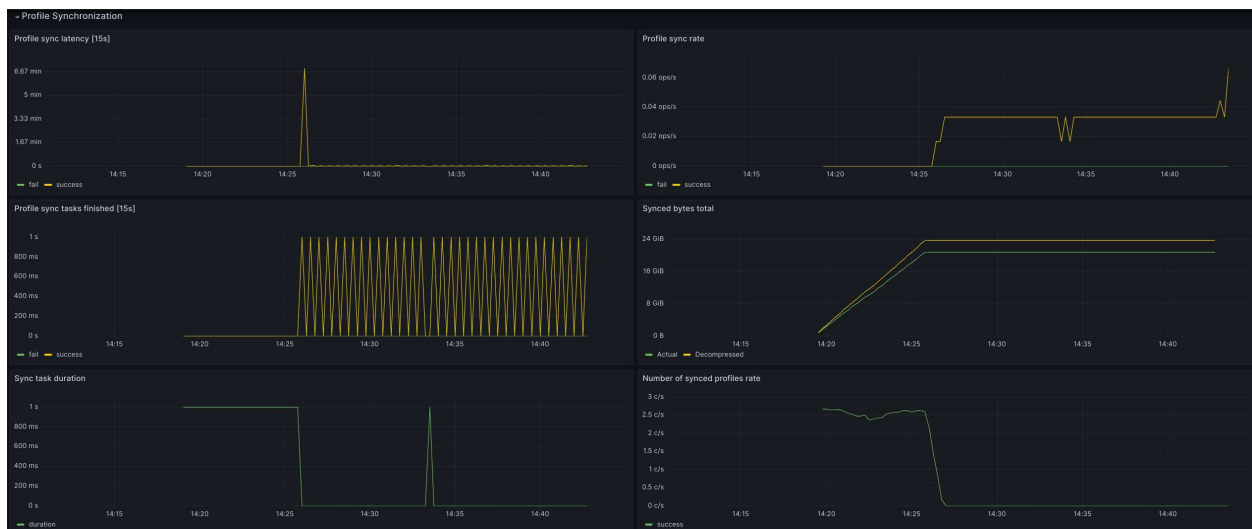 Profile Synchronization
Profile sync latency [15s]
6.67 min
5 min
3.33 min
1.67 min
0 s
14:15 14:20 14:25 14:30 14:35 14:40
fail success
Profile sync rate
0.06 ops/s
0.04 ops/s
0.02 ops/s
0 ops/s
14:15 14:20 14:25 14:30 14:35 14:40
fail success
Profile sync tasks finished [15s]
1 s
800 ms
600 ms
400 ms
200 ms
0 s
14:15 14:20 14:25 14:30 14:35 14:40
fail success
Synced bytes total
24 GiB
16 GiB
8 GiB
0 B
14:15 14:20 14:25 14:30 14:35 14:40
Actual Decompressed
Sync task duration
1 s
800 ms
600 ms
400 ms
200 ms
0 s
14:15 14:20 14:25 14:30 14:35 14:40
duration
Number of synced profiles rate
3 c/s
2.5 c/s
2 c/s
1.5 c/s
1 c/s
0.5 c/s
0 c/s
14:15 14:20 14:25 14:30 14:35 14:40
success